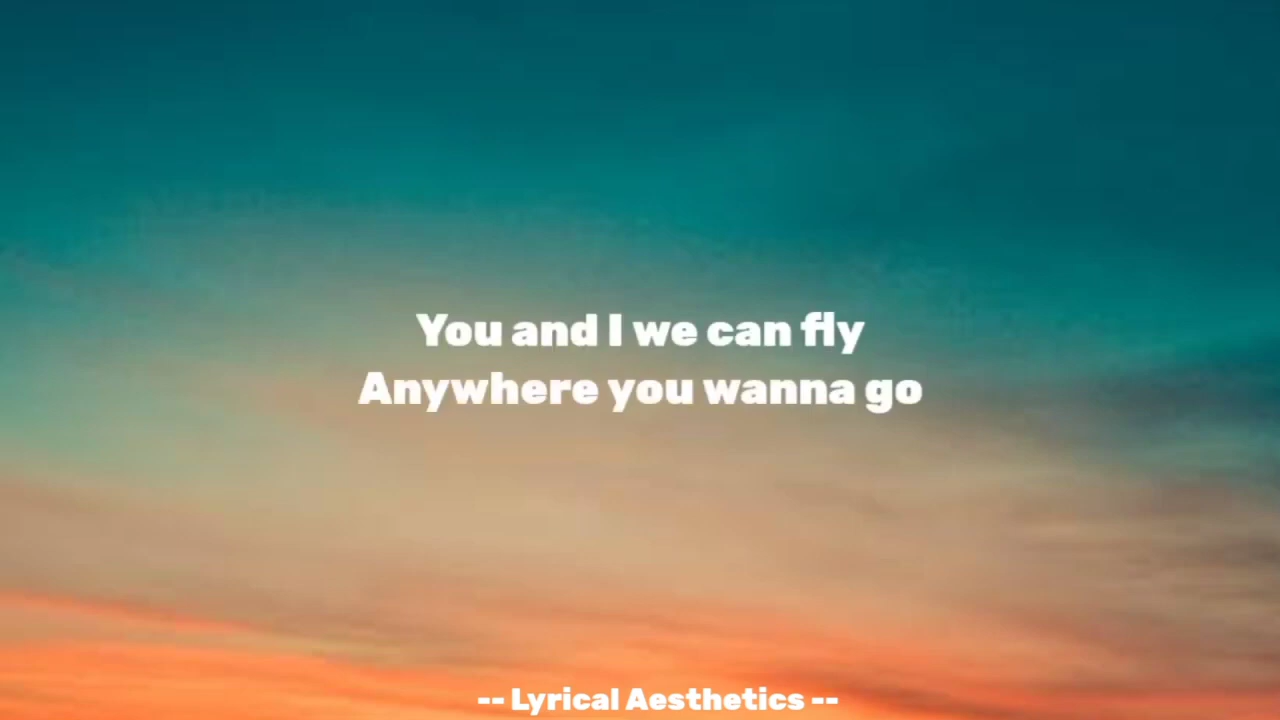 You and I we can fly
Anywhere you wanna go
-- Lyrical Aesthetics --